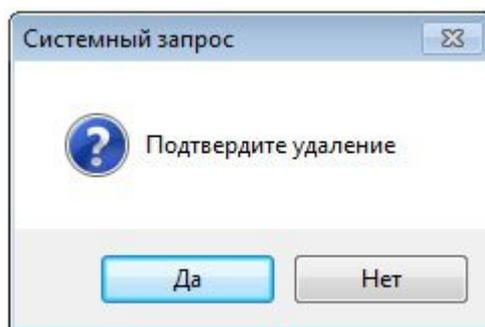 Системный запрос
Подтвердите удаление
Да
Нет